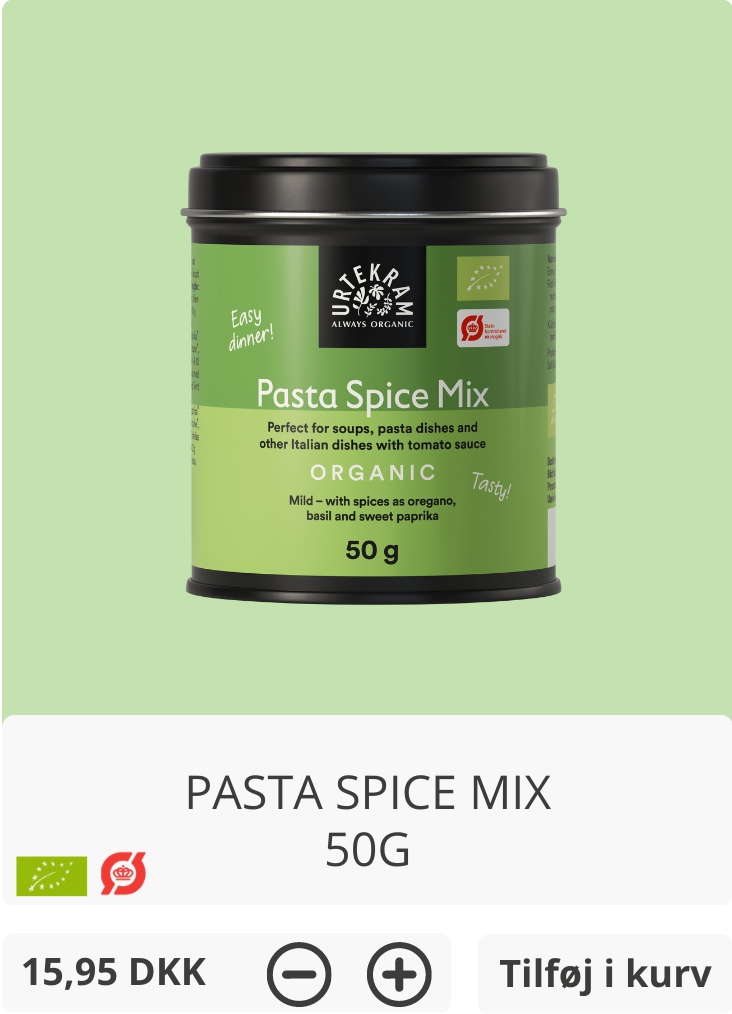 URTEKRAM
ALWAYS ORGANIC
Easy
dinner!
Stats-
kontrolleret
økologisk
Pasta Spice Mix
Perfect for soups, pasta dishes and
other Italian dishes with tomato sauce
ORGANIC
Tasty!
Mild – with spices as oregano,
basil and sweet paprika
50 g
PASTA SPICE MIX
50G
15,95 DKK
Tilføj i kurv